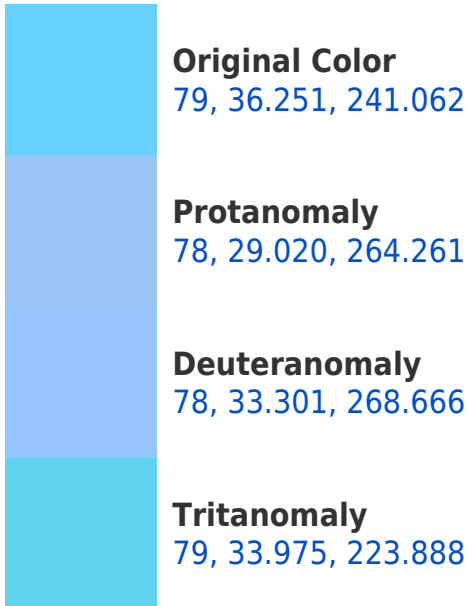 Original Color
79, 36.251, 241.062
Protanomaly
78, 29.020, 264.261
Deuteranomaly
78, 33.301, 268.666
Tritanomaly
79, 33.975, 223.888